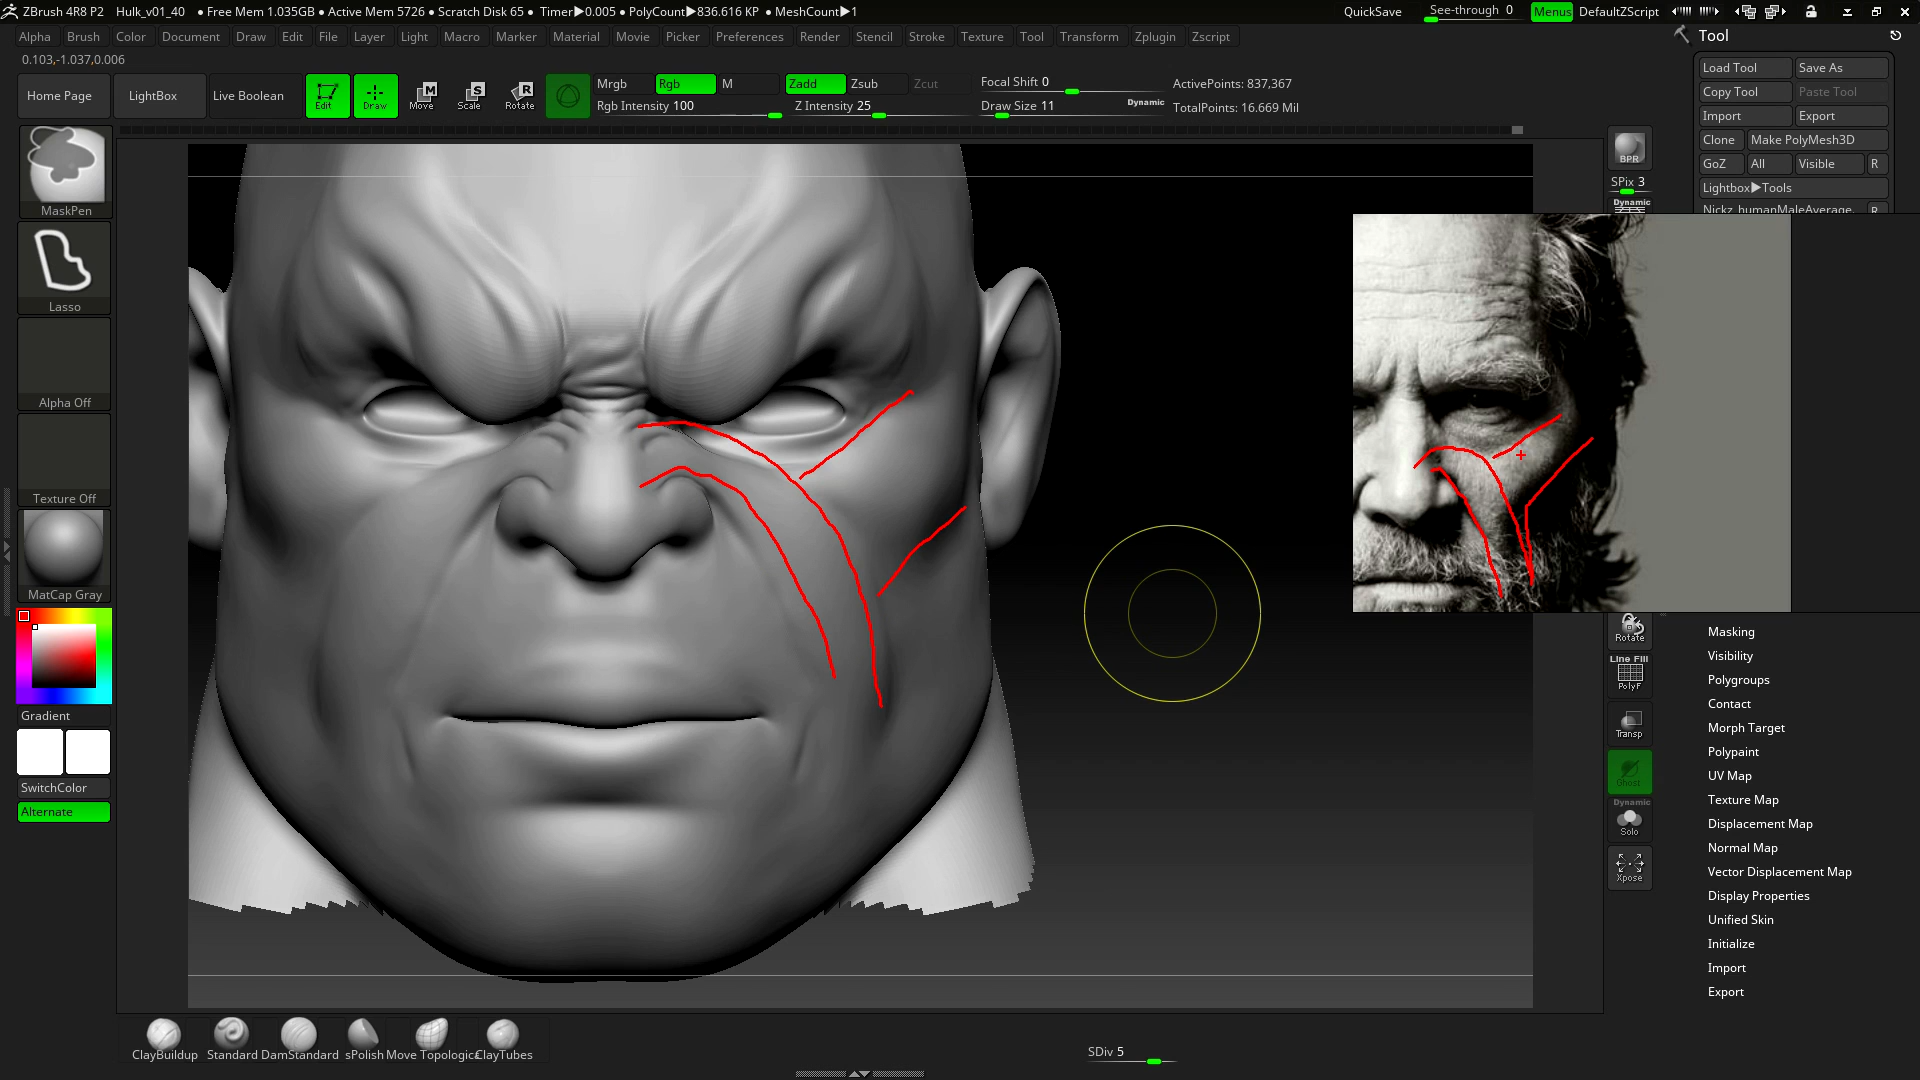 ZBrush 4R8 P2 Hulk_v01_40 ● Free Mem 1.035GB ● Active Mem 5726 ● Scratch Disk 65 ● Timer▶0.005 ● PolyCount▶836.616 KP ● MeshCount▶1 QuickSave See-through 0 Menus DefaultZScript
Alpha Brush Color Document Draw Edit File Layer Light Macro Marker Material Movie Picker Preferences Render Stencil Stroke Texture Tool Transform Zplugin Zscript
Tool
0.103,-1.037,0.006
Load Tool Save As
Copy Tool Paste Tool
Import Export
Clone Make PolyMesh3D
GoZ All Visible R
Lightbox▶Tools
Nickz_humanMaleAverage. R
Home Page LightBox Live Boolean Edit Draw Move Scale Rotate
M S R
Mrgb Rgb M Zadd Zsub Zcut
Rgb Intensity 100 Z Intensity 25
Focal Shift 0
Draw Size 11 Dynamic
ActivePoints: 837,367
TotalPoints: 16.669 Mil
MaskPen
Lasso
Alpha Off
Texture Off
MatCap Gray
Gradient
SwitchColor
Alternate
BPR
SPix 3
Dynamic
Rotate
Line Fill
PolyF
Transp
Ghost
Dynamic
Solo
Xpose
Masking
Visibility
Polygroups
Contact
Morph Target
Polypaint
UV Map
Texture Map
Displacement Map
Normal Map
Vector Displacement Map
Display Properties
Unified Skin
Initialize
Import
Export
ClayBuildup Standard DamStandard sPolish Move Topologica ClayTubes
SDiv 5